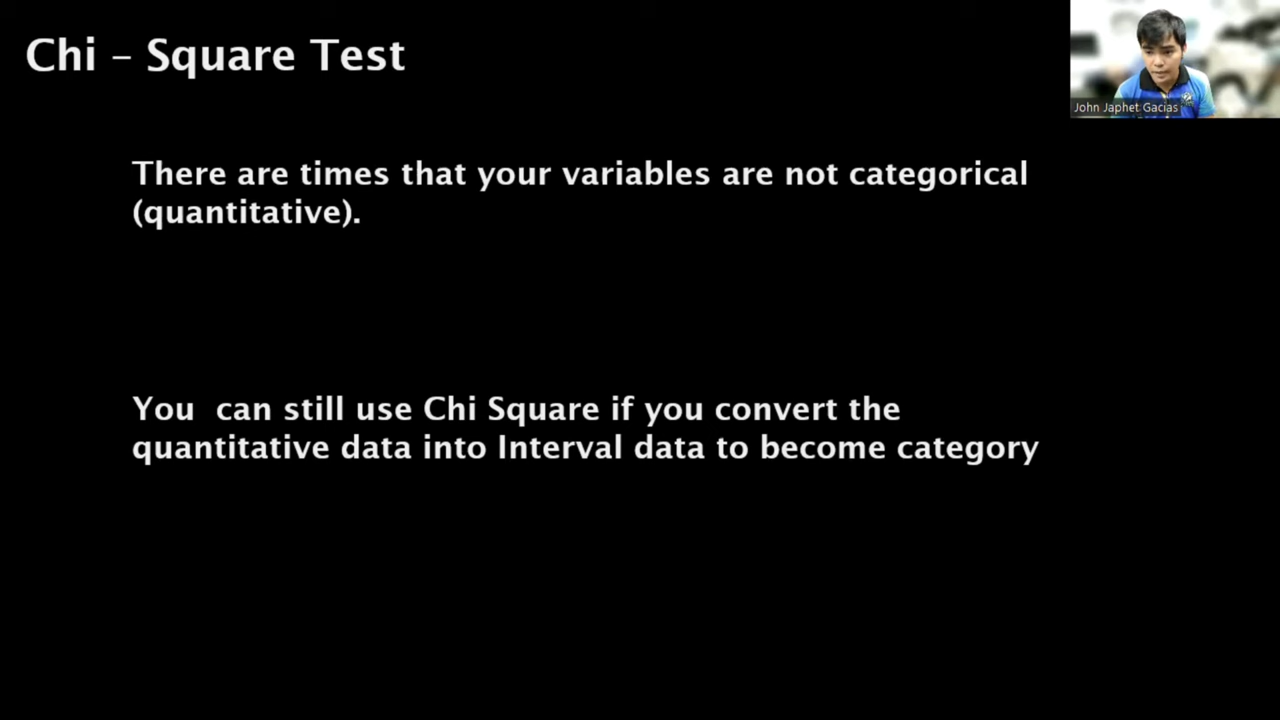 Chi – Square Test
John Japhet Gacias
There are times that your variables are not categorical
(quantitative).
You can still use Chi Square if you convert the
quantitative data into Interval data to become category